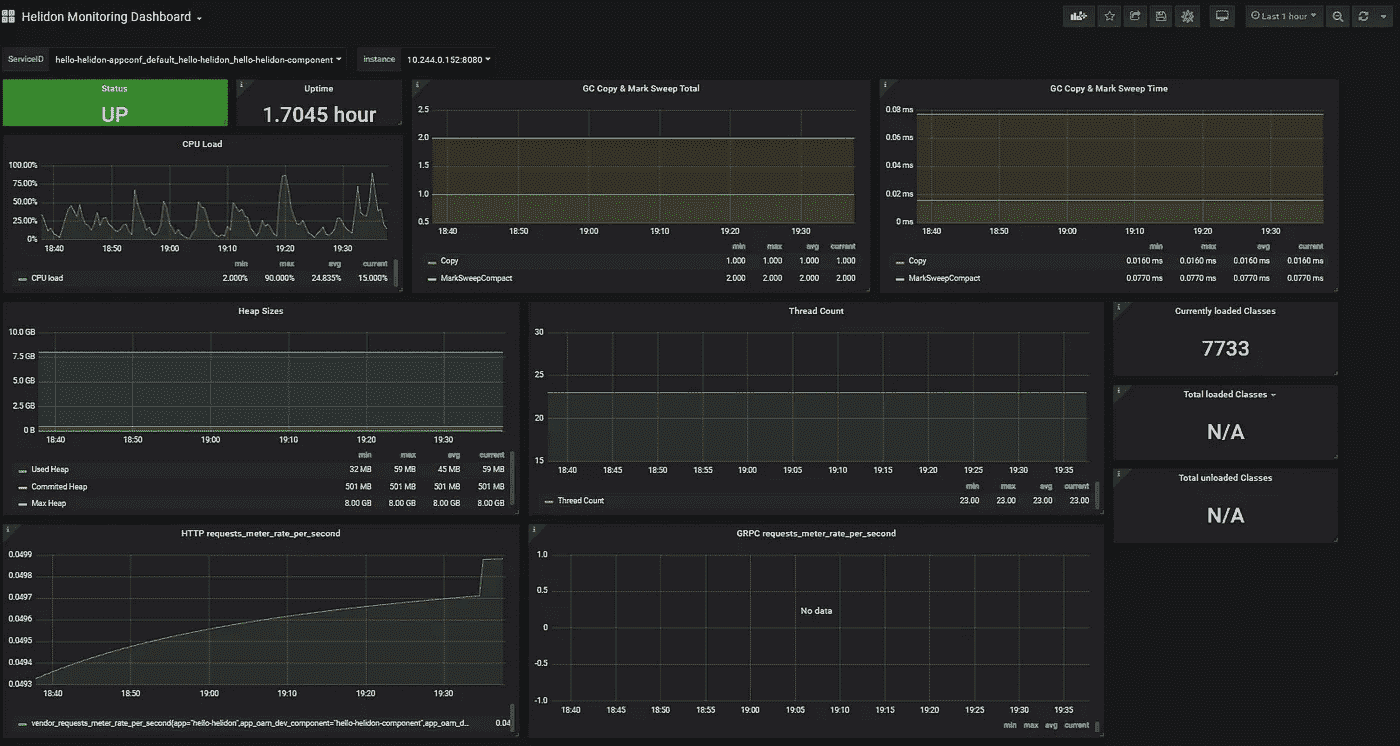 Helidon Monitoring Dashboard
Last 1 hour
ServiceID hello-helidon-appconf_default_hello-helidon_hello-helidon-component instance 10.244.0.152:8080
Status
UP
Uptime
1.7045 hour
CPU Load
100.00%
75.00%
50.00%
25.00%
0%
18:40 18:50 19:00 19:10 19:20 19:30
min max avg current
CPU load 2.000% 90.000% 24.835% 15.000%
GC Copy & Mark Sweep Total
2.5
2.0
1.5
1.0
0.5
18:40 18:50 19:00 19:10 19:20 19:30
min max avg current
Copy 1.000 1.000 1.000 1.000
MarkSweepCompact 2.000 2.000 2.000 2.000
GC Copy & Mark Sweep Time
0.08 ms
0.06 ms
0.04 ms
0.02 ms
0 ms
18:40 18:50 19:00 19:10 19:20 19:30
min max avg current
Copy 0.0160 ms 0.0160 ms 0.0160 ms 0.0160 ms
MarkSweepCompact 0.0770 ms 0.0770 ms 0.0770 ms 0.0770 ms
Heap Sizes
10.0 GB
7.5 GB
5.0 GB
2.5 GB
0 B
18:40 18:50 19:00 19:10 19:20 19:30
min max avg current
Used Heap 32 MB 59 MB 45 MB 59 MB
Commited Heap 501 MB 501 MB 501 MB 501 MB
Max Heap 8.00 GB 8.00 GB 8.00 GB 8.00 GB
Thread Count
30
25
20
15
18:40 18:45 18:50 18:55 19:00 19:05 19:10 19:15 19:20 19:25 19:30 19:35
min max avg current
Thread Count 23.00 23.00 23.00 23.00
Currently loaded Classes
7733
Total loaded Classes
N/A
Total unloaded Classes
N/A
HTTP requests_meter_rate_per_second
0.0499
0.0498
0.0497
0.0496
0.0495
0.0494
0.0493
18:40 18:50 19:00 19:10 19:20 19:30
vendor_requests_meter_rate_per_second{app="hello-helidon",app_oam_dev_component="hello-helidon-component",app_oam_d... 0.04
GRPC requests_meter_rate_per_second
1.0
0.5
0
-0.5
-1.0
No data
18:40 18:45 18:50 18:55 19:00 19:05 19:10 19:15 19:20 19:25 19:30 19:35
min max avg current